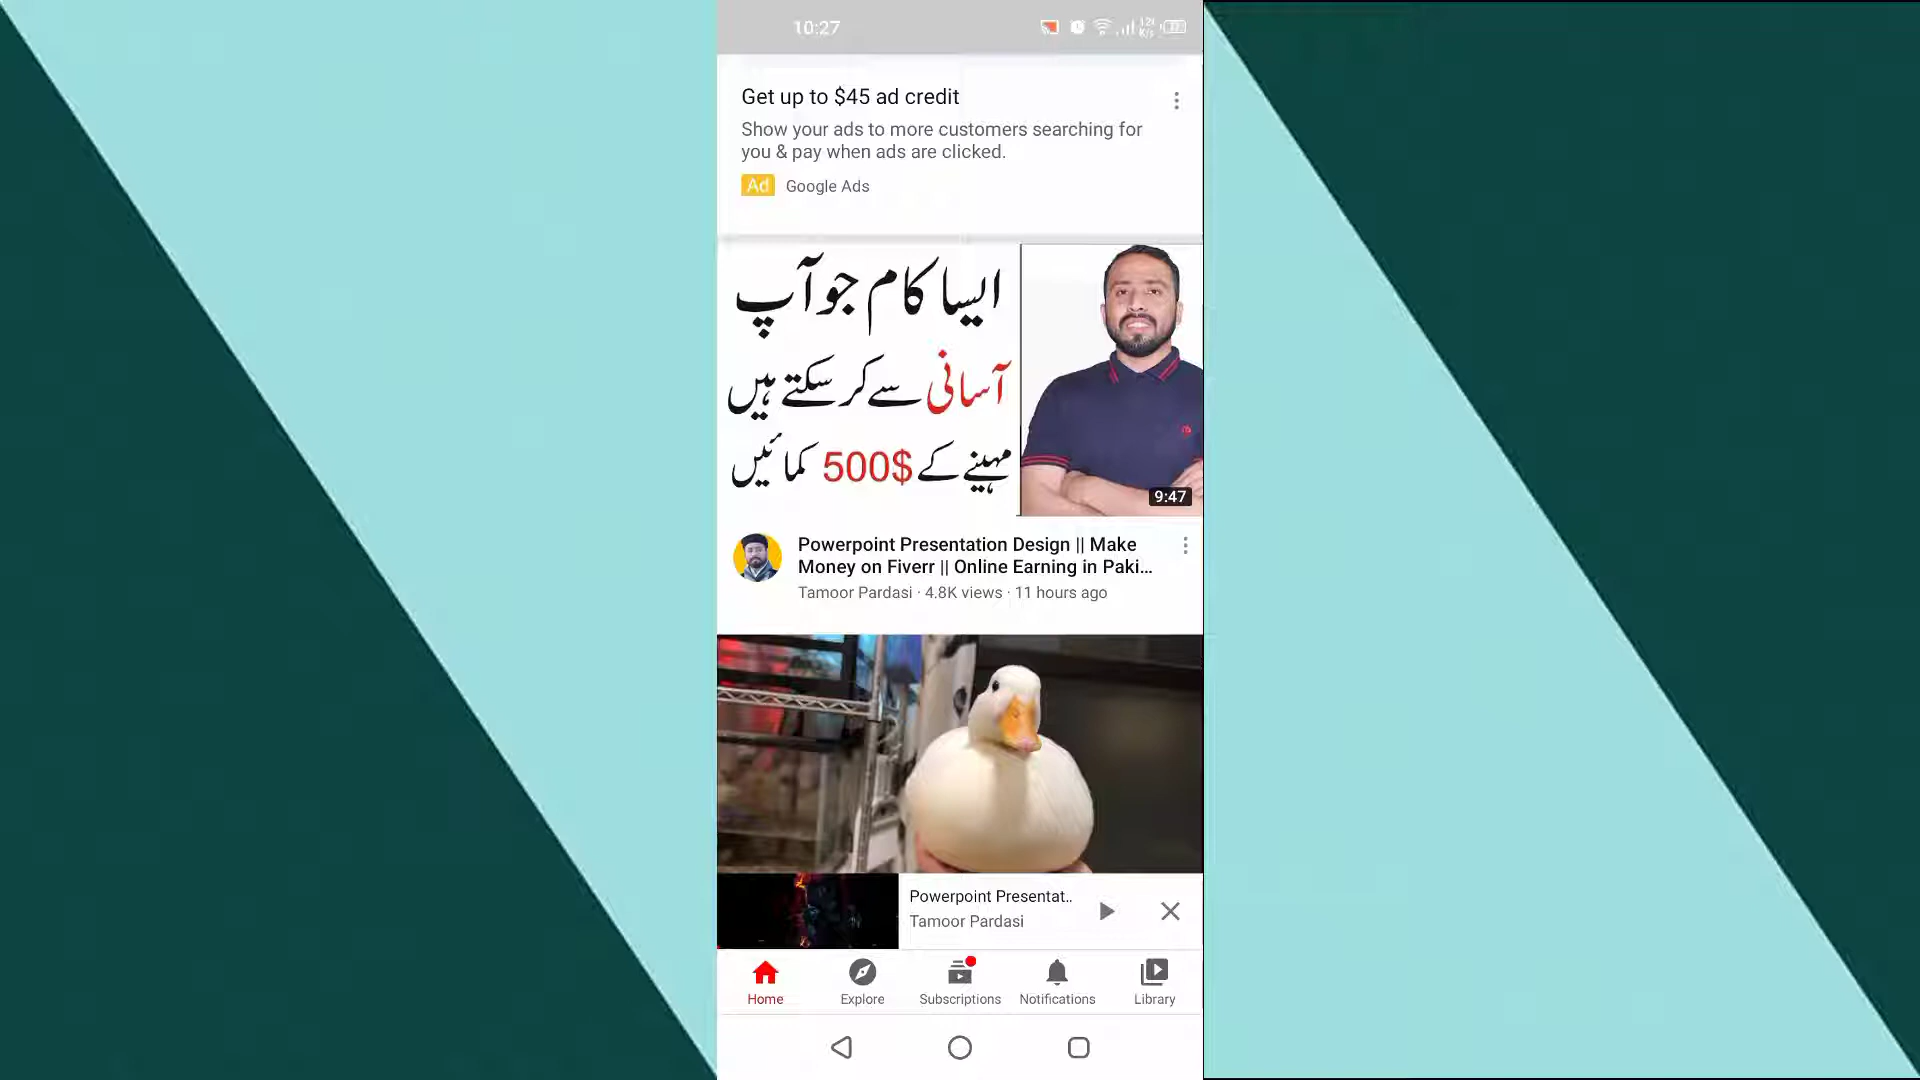 10:27
Get up to $45 ad credit
Show your ads to more customers searching for
you & pay when ads are clicked.
Ad Google Ads
ایسا کام جو آپ
آسانی سے کر سکتے ہیں
مہینے کے 500$ کمائیں
9:47
Powerpoint Presentation Design || Make
Money on Fiverr || Online Earning in Paki...
Tamoor Pardasi · 4.8K views · 11 hours ago
Powerpoint Presentat..
Tamoor Pardasi
Home Explore Subscriptions Notifications Library